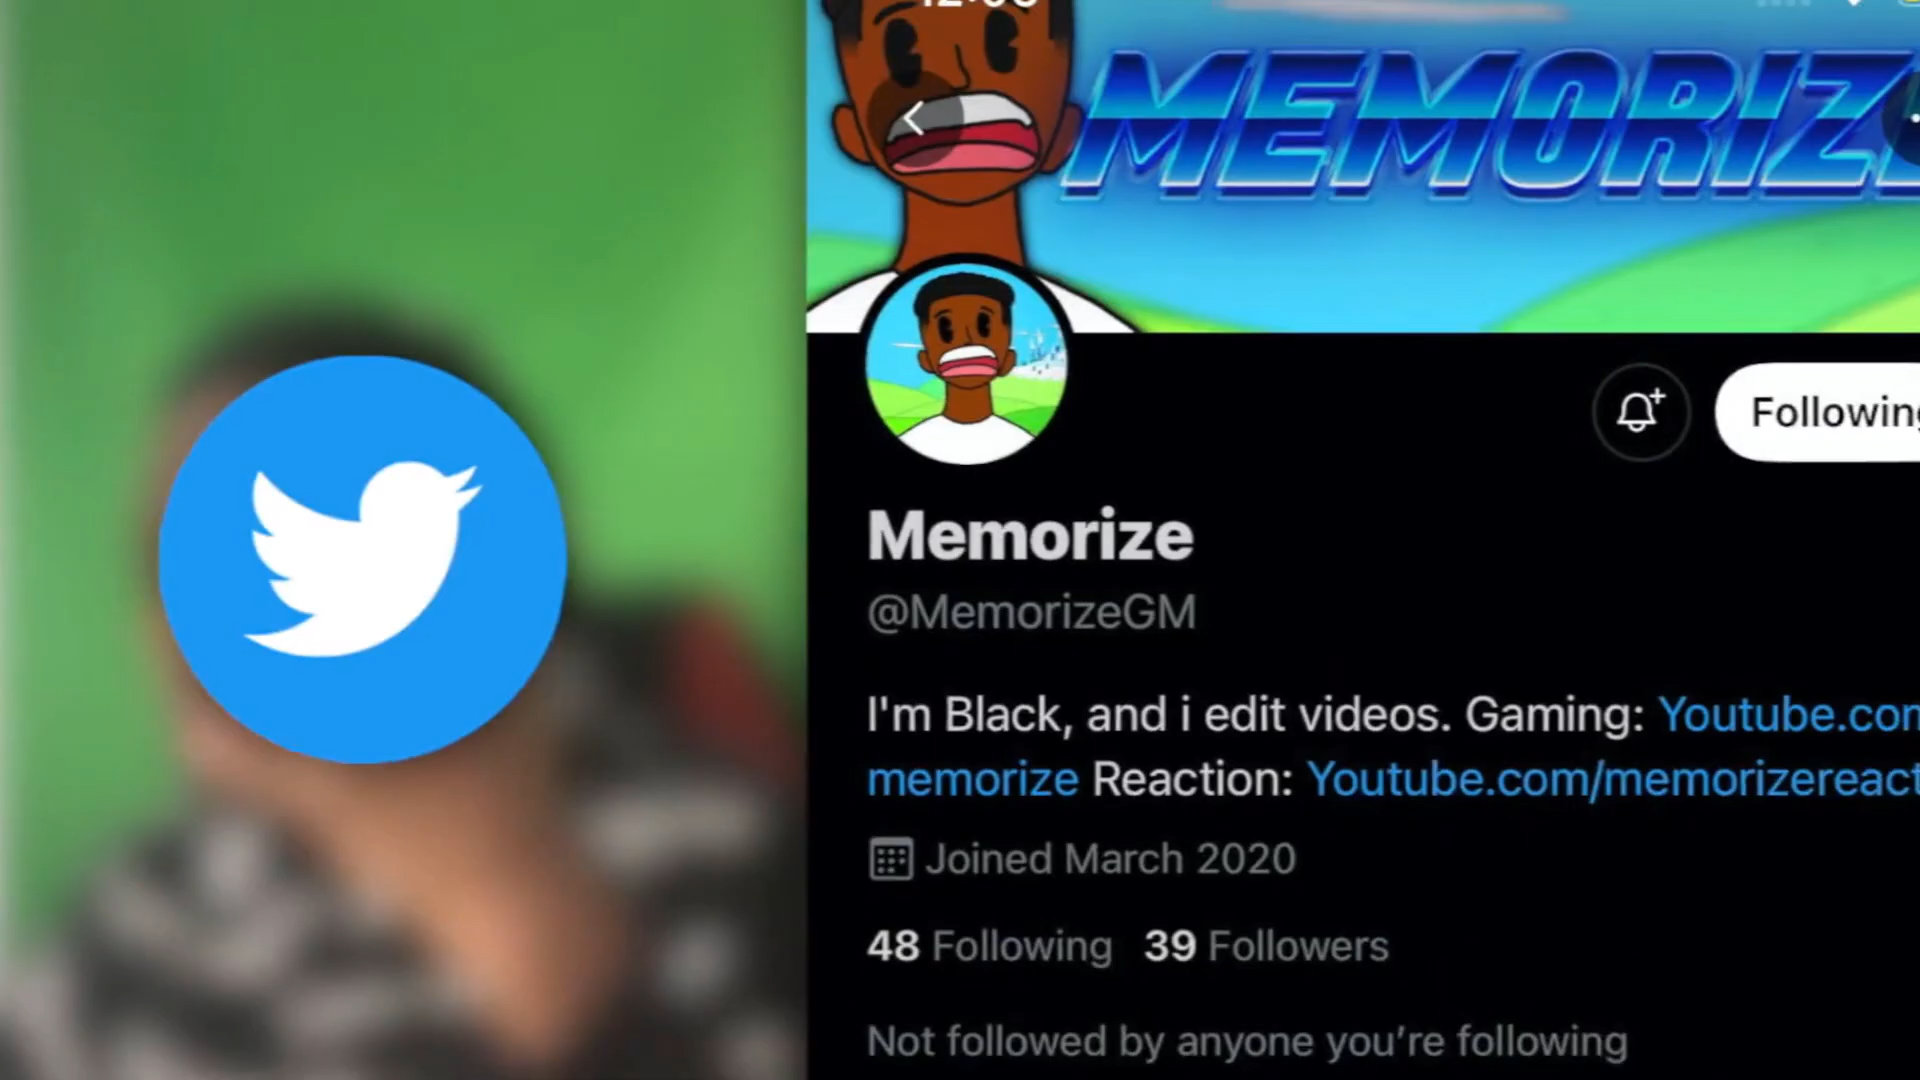 MEMORIZ
Following
Memorize
@MemorizeGM
I'm Black, and i edit videos. Gaming: Youtube.com
memorize Reaction: Youtube.com/memorizereact
Joined March 2020
48 Following 39 Followers
Not followed by anyone you're following